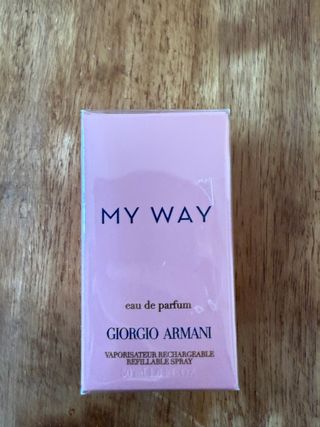 MY WAY
eau de parfum
GIORGIO ARMANI
VAPORISATEUR RECHARGEABLE
REFILLABLE SPRAY